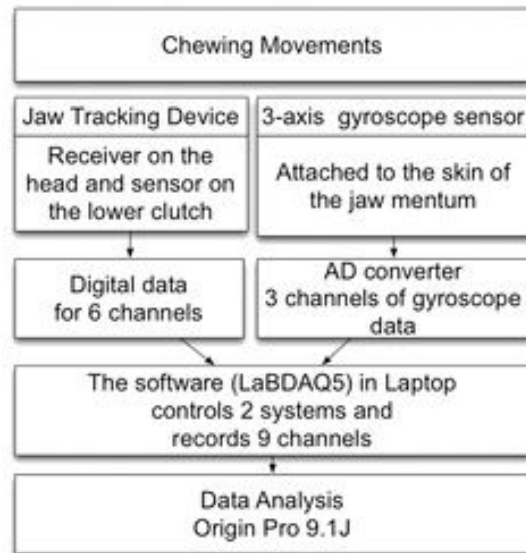 Chewing Movements
Jaw Tracking Device
Receiver on the
head and sensor on
the lower clutch
3-axis gyroscope sensor
Attached to the skin of
the jaw mentum
Digital data
for 6 channels
AD converter
3 channels of gyroscope
data
The software (LaBDAQ5) in Laptop
controls 2 systems and
records 9 channels
Data Analysis
Origin Pro 9.1J